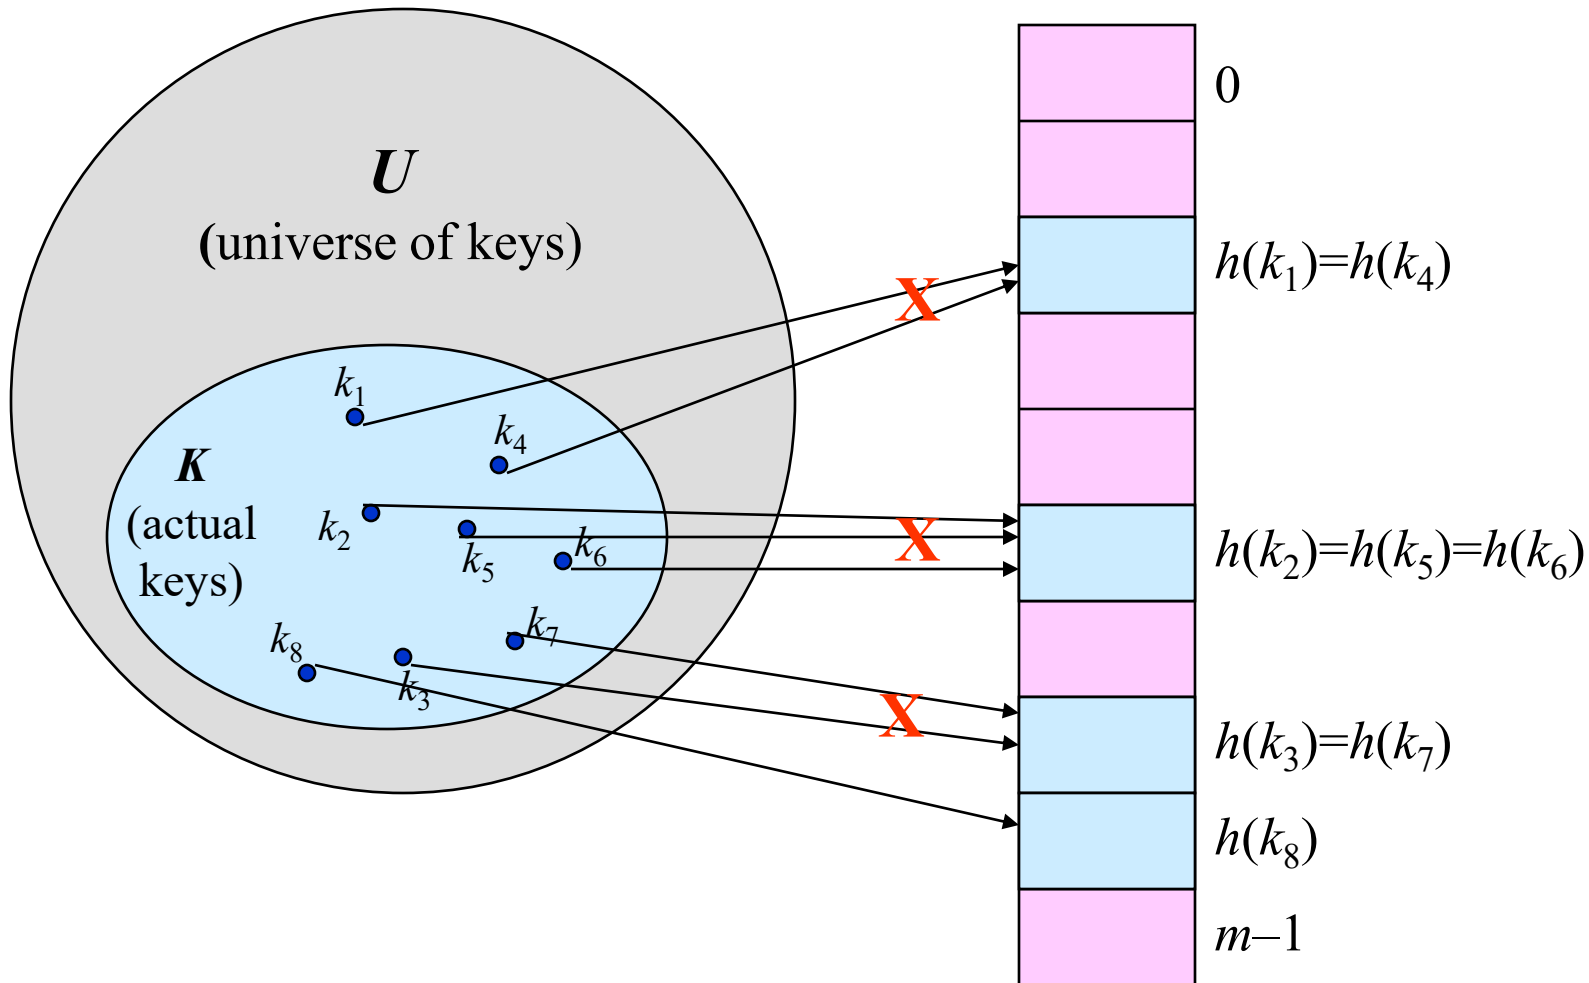 U
(universe of keys)
k1
k4
K
(actual
keys)
k2
k5
k6
k7
k8
k3
X
X
X
0
h(k1)=h(k4)
h(k2)=h(k5)=h(k6)
h(k3)=h(k7)
h(k8)
m–1